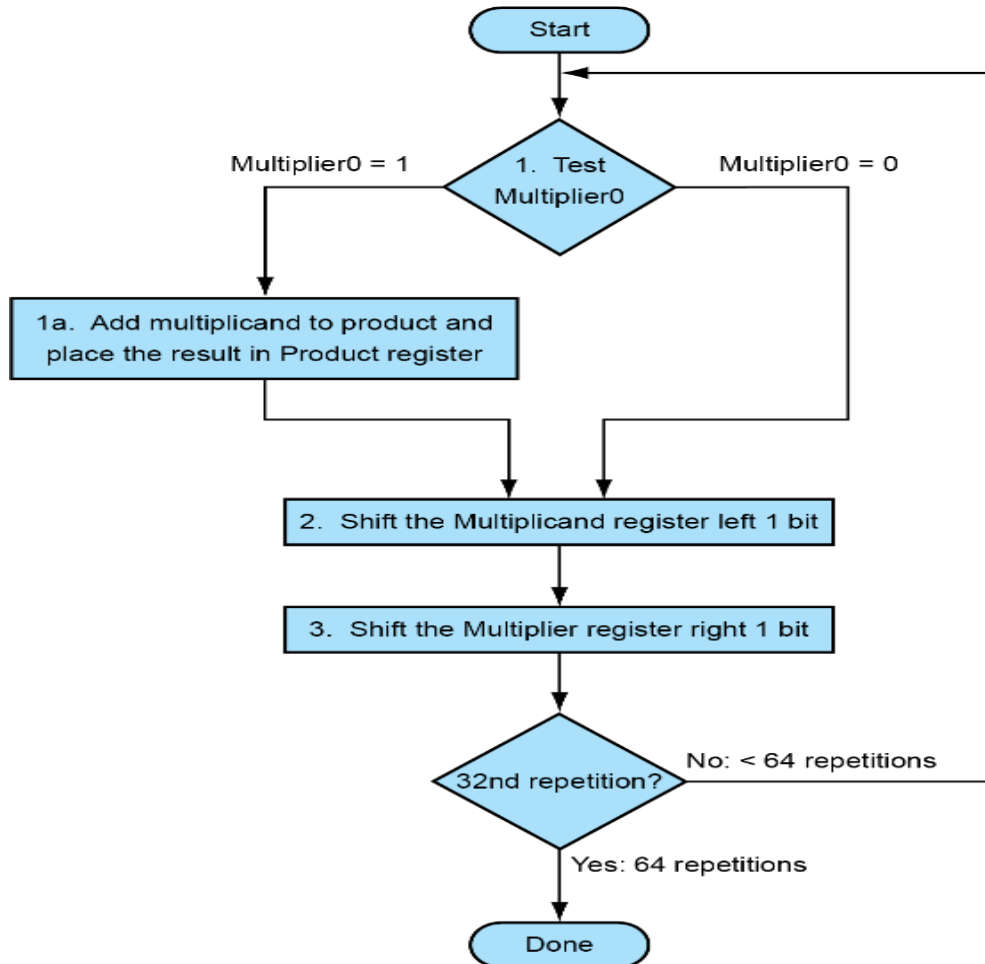 Start
Multiplier0 = 1
1. Test
Multiplier0
Multiplier0 = 0
1a. Add multiplicand to product and
place the result in Product register
2. Shift the Multiplicand register left 1 bit
3. Shift the Multiplier register right 1 bit
32nd repetition?
No: < 64 repetitions
Yes: 64 repetitions
Done